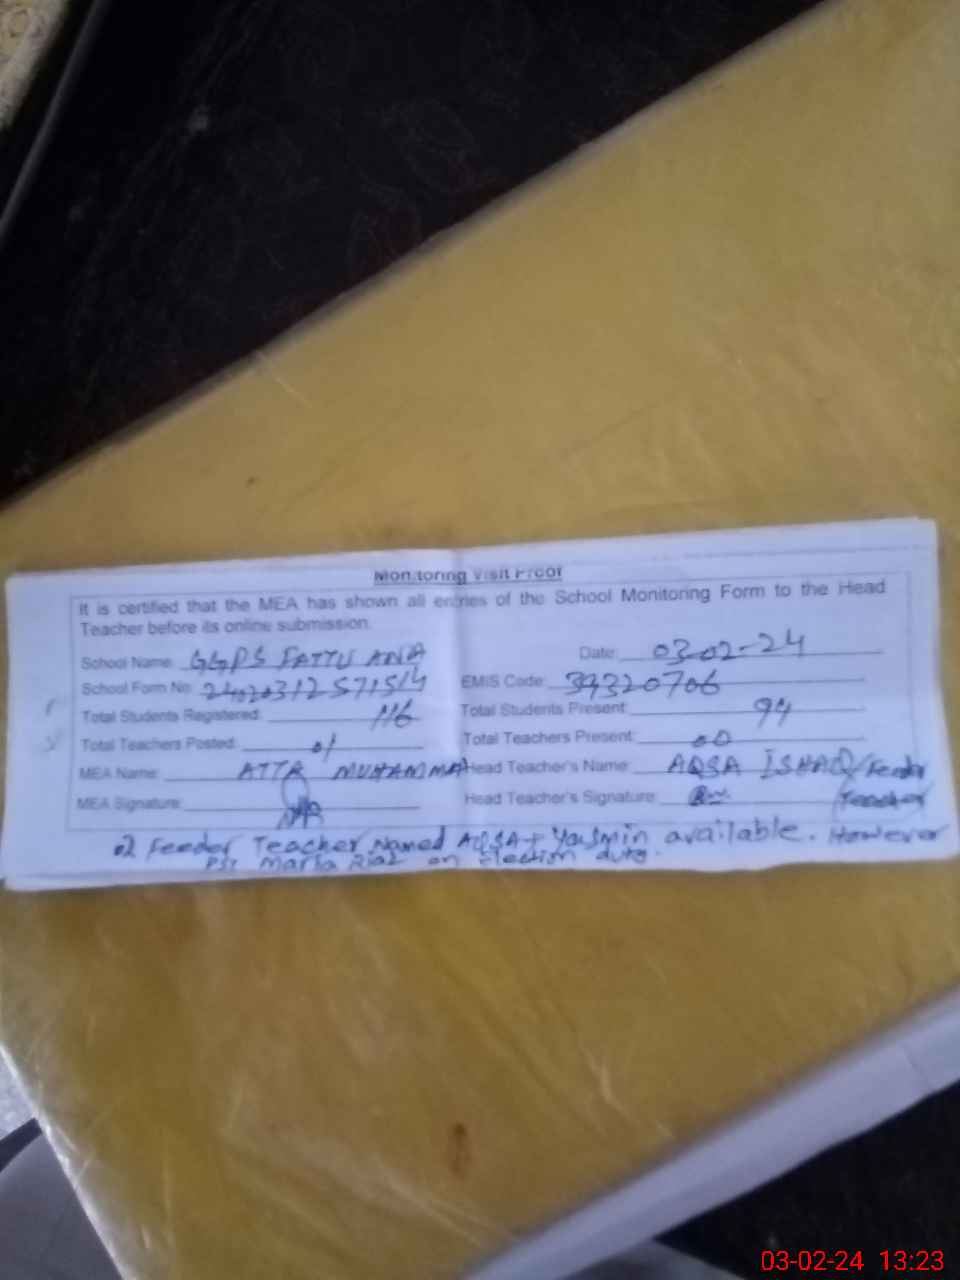 Monitoring Visit Proof
It is certified that the MEA has shown all entries of the School Monitoring Form to the Head
Teacher before its online submission.
School Name: GGPS FATTU ANA Date: 03-02-24
School Form No: EMIS Code: 39320706
Total Students Registered: 116 Total Students Present: 94
Total Teachers Posted: 01 Total Teachers Present: 00
MEA Name: ATTA MUHAMMAD Head Teacher's Name: AQSA ISHAQ/Feeder
MEA Signature: Head Teacher's Signature: Teacher
02 Feeder Teacher Named AQSA + Yasmin available. However
PST Maria Riaz on election duty.
03-02-24 13:23